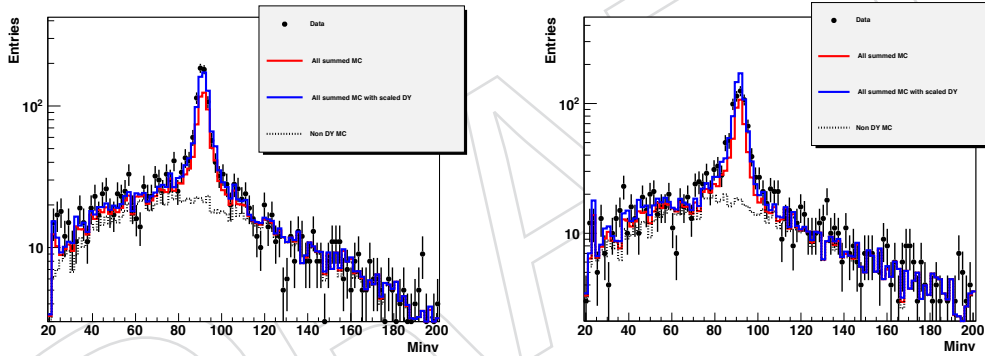 Entries
Data
All summed MC
All summed MC with scaled DY
Non DY MC
10²
10
20 40 60 80 100 120 140 160 180 200
Minv
Entries
Data
All summed MC
All summed MC with scaled DY
Non DY MC
10²
10
20 40 60 80 100 120 140 160 180 200
Minv